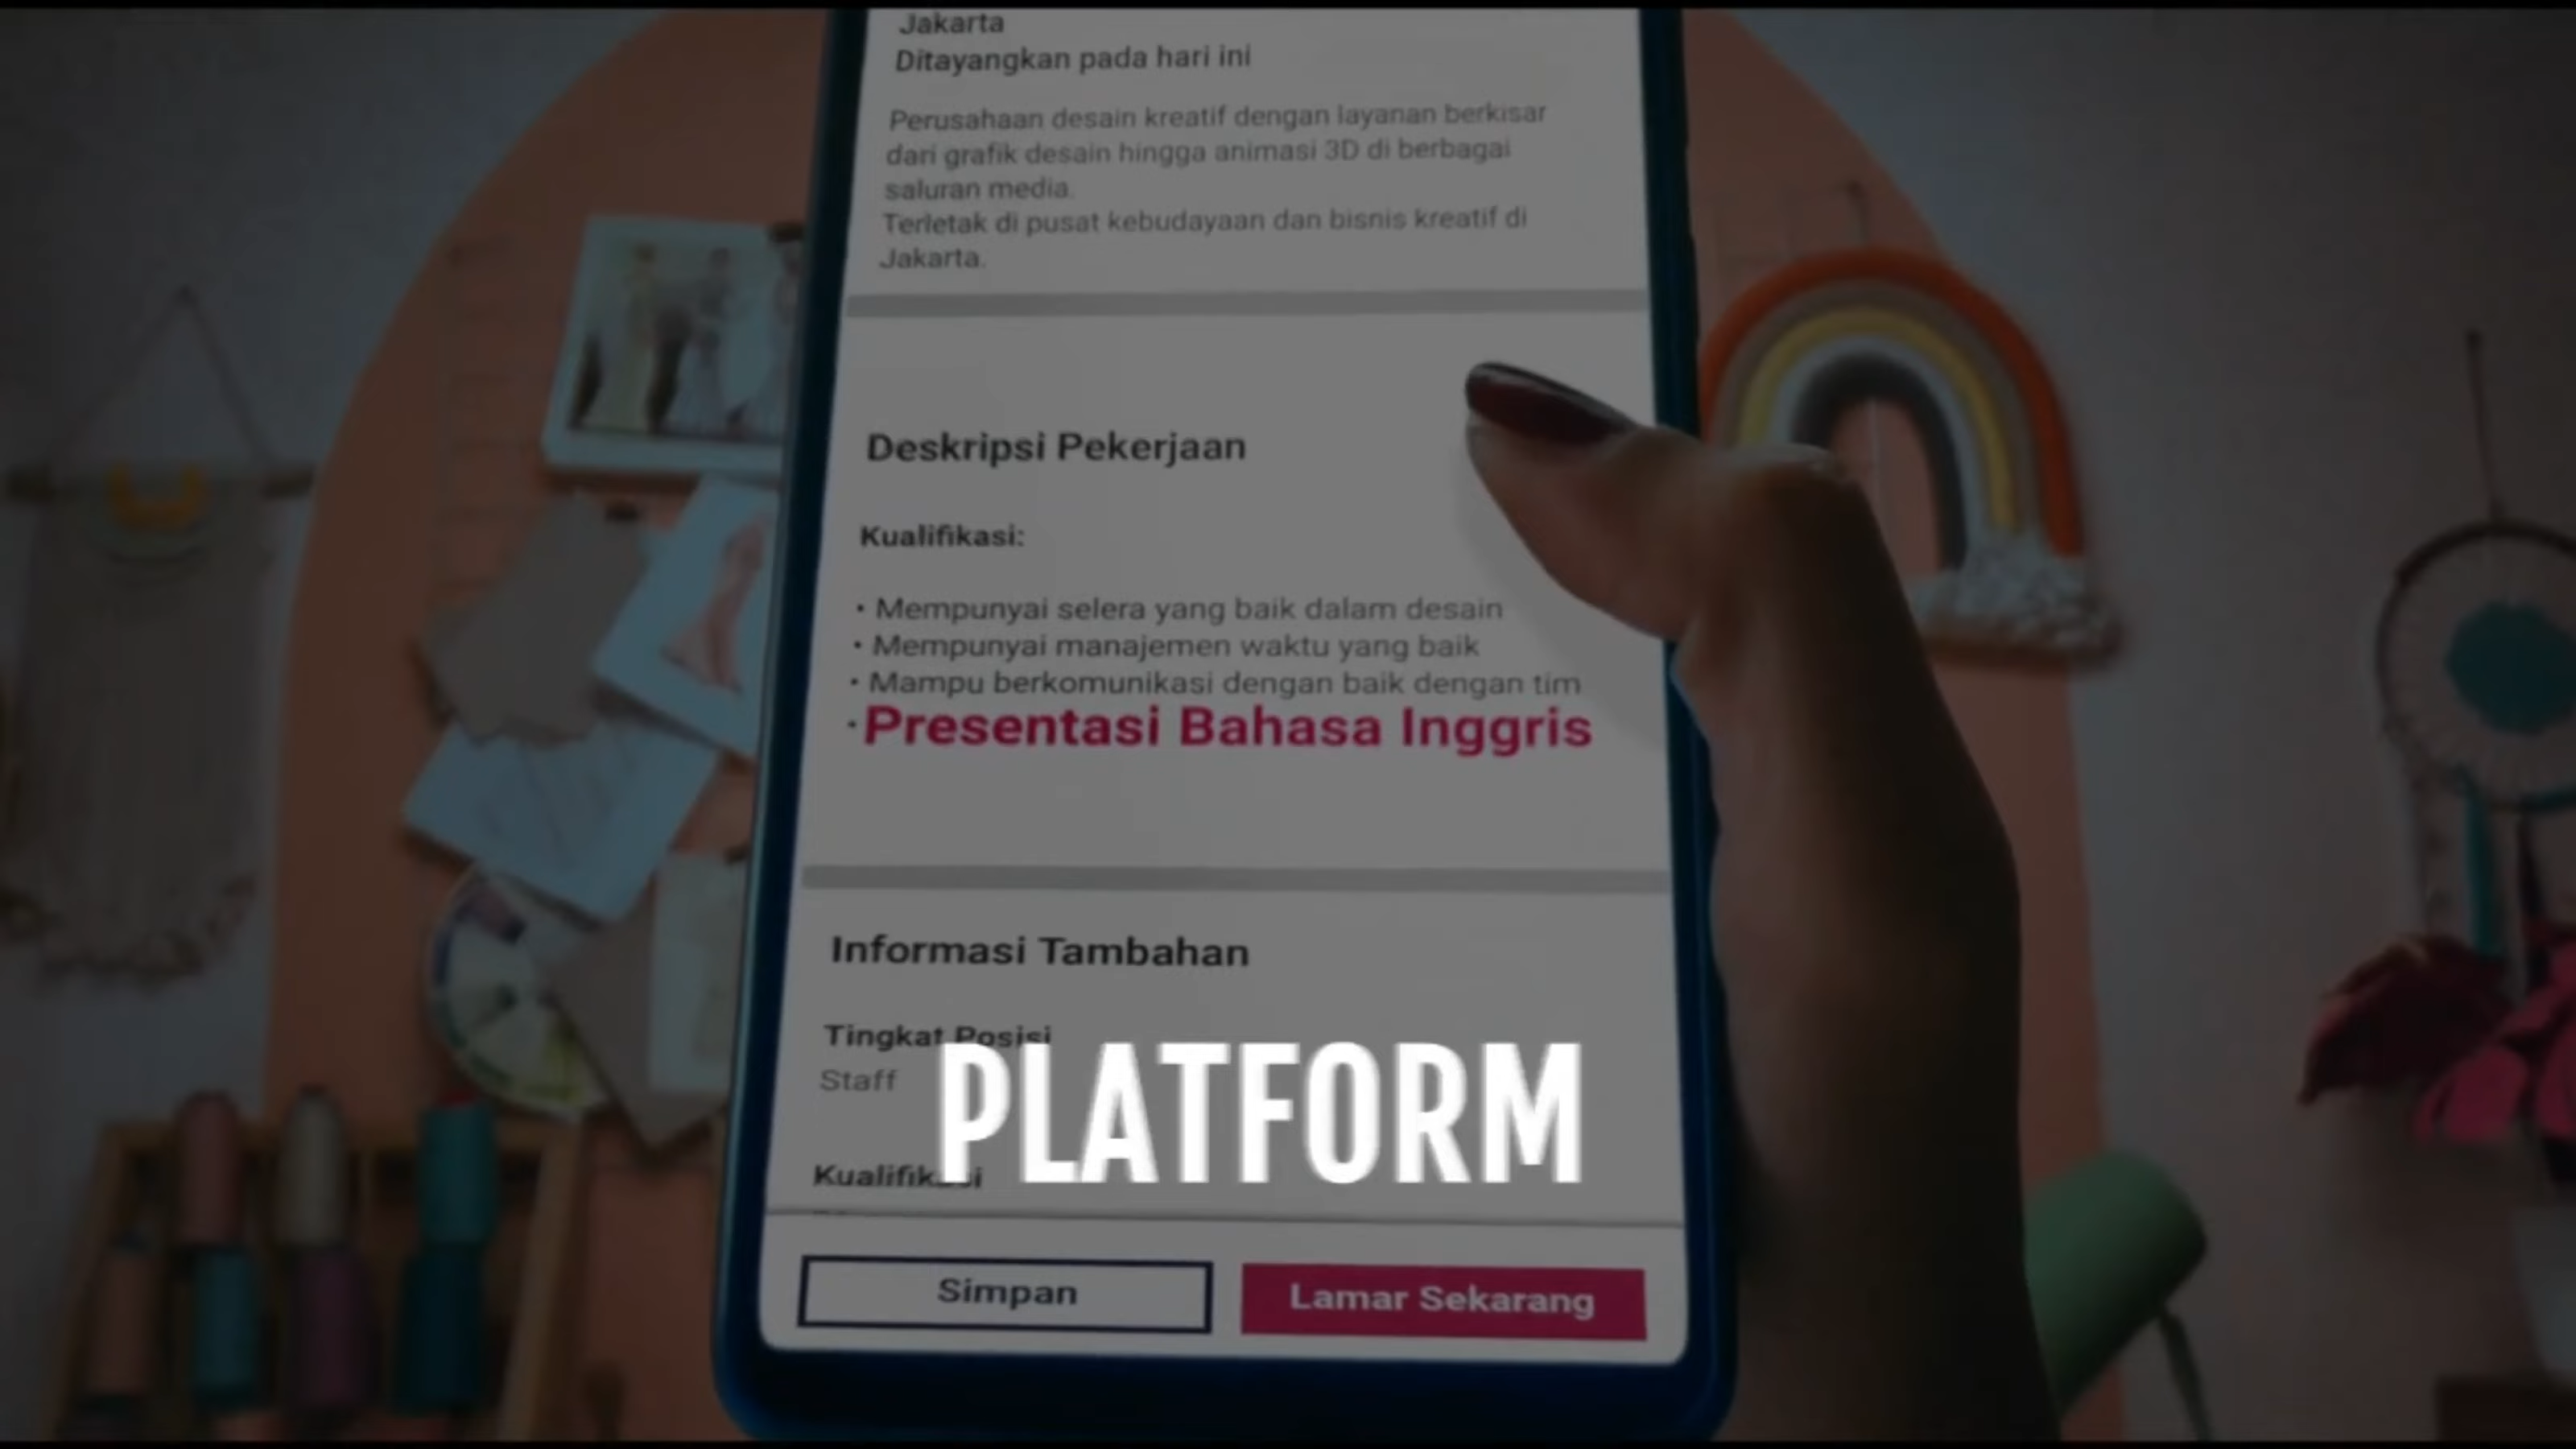 Jakarta
Ditayangkan pada hari ini
Perusahaan desain kreatif dengan layanan berkisar
dari grafik desain hingga animasi 3D di berbagai
saluran media.
Terletak di pusat kebudayaan dan bisnis kreatif di
Jakarta.
Deskripsi Pekerjaan
Kualifikasi:
• Mempunyai selera yang baik dalam desain
• Mempunyai manajemen waktu yang baik
• Mampu berkomunikasi dengan baik dengan tim
• Presentasi Bahasa Inggris
Informasi Tambahan
Tingkat Posisi
Staff
PLATFORM
Kualifikasi
Simpan
Lamar Sekarang